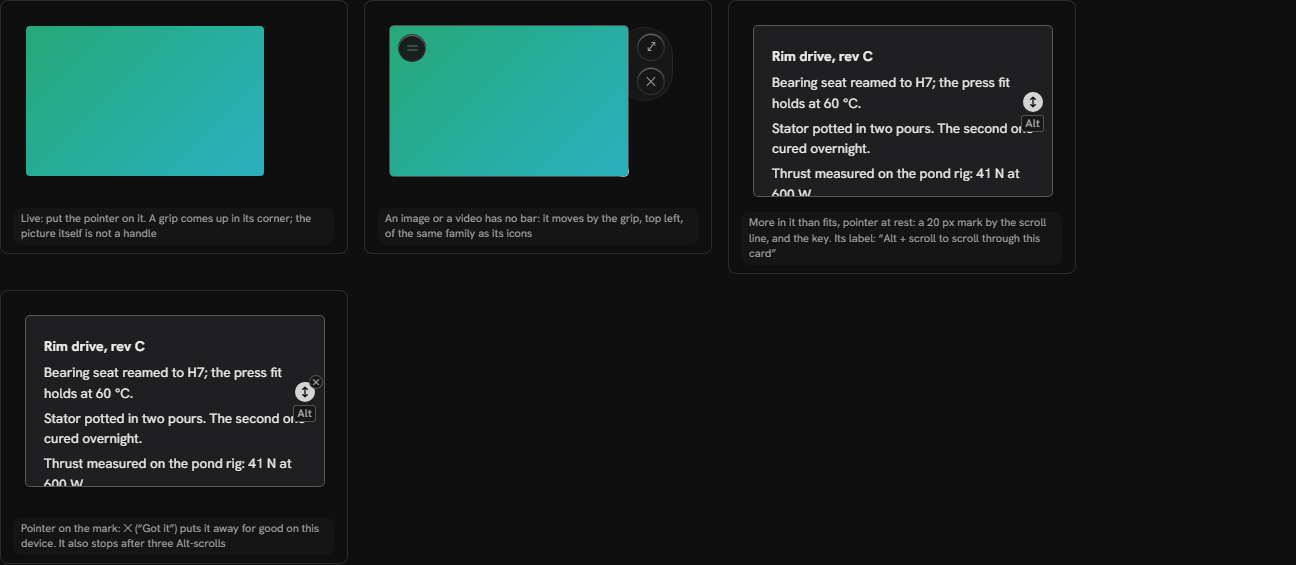 Live: put the pointer on it. A grip comes up in its corner; the
picture itself is not a handle
An image or a video has no bar: it moves by the grip, top left,
of the same family as its icons
Rim drive, rev C
Bearing seat reamed to H7; the press fit
holds at 60 °C.
Stator potted in two pours. The second one
cured overnight.
Thrust measured on the pond rig: 41 N at
600 W
Alt
More in it than fits, pointer at rest: a 20 px mark by the scroll
line, and the key. Its label: “Alt + scroll to scroll through this
card”
Rim drive, rev C
Bearing seat reamed to H7; the press fit
holds at 60 °C.
Stator potted in two pours. The second one
cured overnight.
Thrust measured on the pond rig: 41 N at
600 W
Alt
Pointer on the mark: ✕ (“Got it”) puts it away for good on this
device. It also stops after three Alt-scrolls